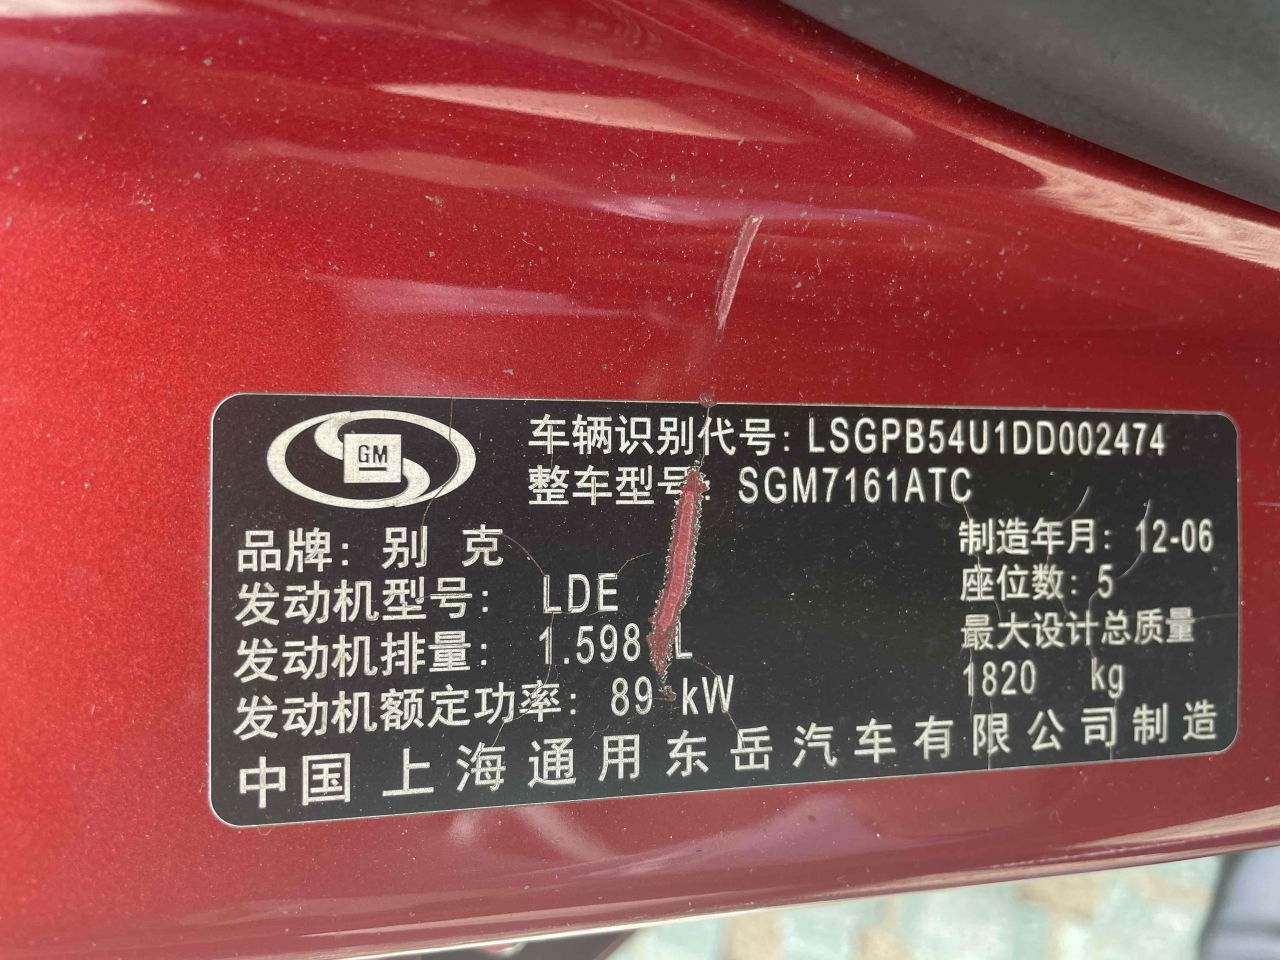 GM
车辆识别代号: LSGPB54U1DD002474
整车型号: SGM7161ATC
品牌: 别 克
制造年月: 12-06
发动机型号: LDE
座位数: 5
发动机排量: 1.598 L
最大设计总质量
1820 kg
发动机额定功率: 89 kW
中国 上海通用东岳汽车有限公司制造